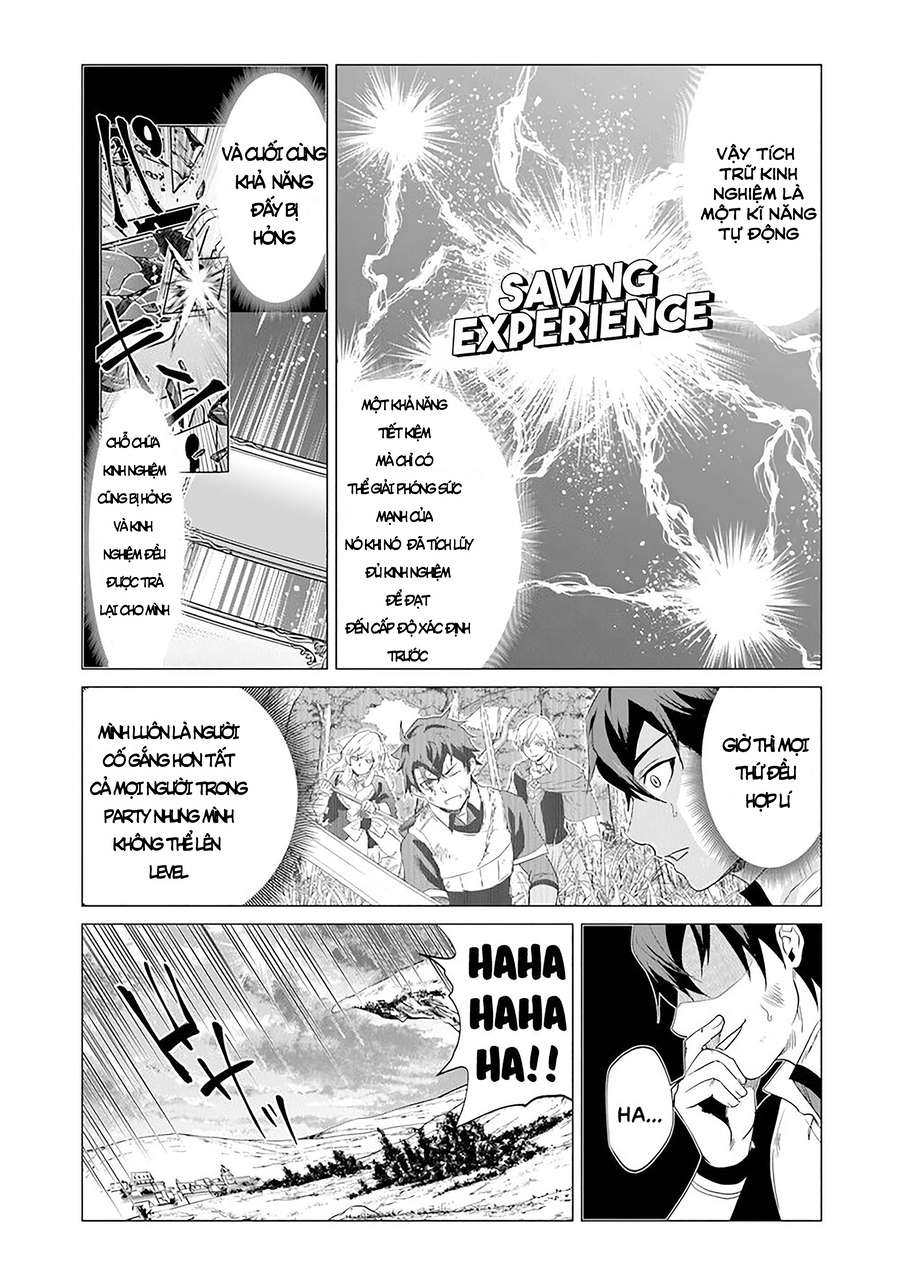 VẬY TÍCH
TRỮ KINH
NGHIỆM LÀ
MỘT KĨ NĂNG
TỰ ĐỘNG
SAVING
EXPERIENCE
MỘT KHẢ NĂNG
TIẾT KIỆM
MÀ CHỈ CÓ
THỂ GIẢI PHÓNG SỨC
MẠNH CỦA
NÓ KHI NÓ ĐÃ TÍCH LŨY
ĐỦ KINH NGHIỆM
ĐỂ ĐẠT
ĐẾN CẤP ĐỘ XÁC ĐỊNH
TRƯỚC
VÀ CUỐI CÙNG
KHẢ NĂNG
ĐẤY BỊ
HỎNG
パパ
キン
CHỖ CHỨA
KINH NGHIỆM
CŨNG BỊ HỎNG
VÀ KINH
NGHIỆM ĐỀU
ĐƯỢC TRẢ
LẠI CHO MÌNH
GIỜ THÌ MỌI
THỨ ĐỀU
HỢP LÍ
MÌNH LUÔN LÀ NGƯỜI
CỐ GẮNG HƠN TẤT
CẢ MỌI NGƯỜI TRONG
PARTY NHƯNG MÌNH
KHÔNG THỂ LÊN
LEVEL
HA...
HAHA
HAHA
HA!!